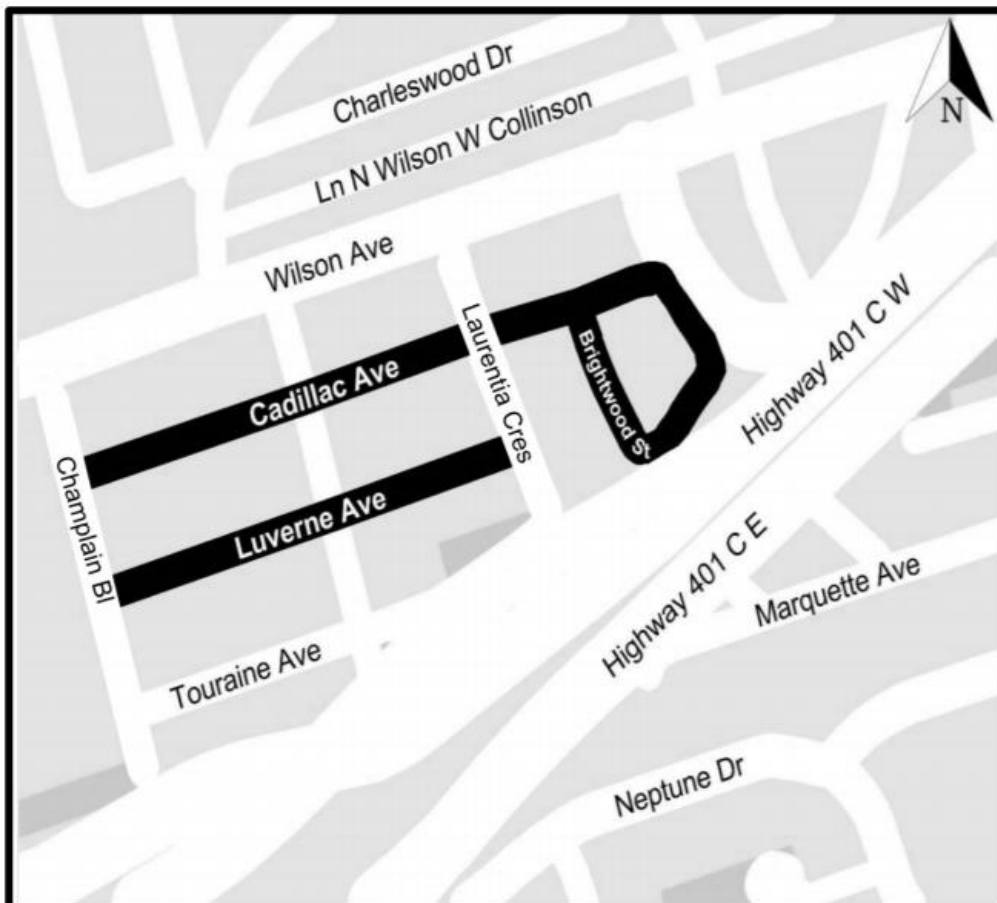 Charleswood Dr
Ln N Wilson W Collinson
N
Wilson Ave
Laurentia Cres
Brightwood St
Highway 401 C W
Cadillac Ave
Champlain Bl
Luverne Ave
Highway 401 C E
Marquette Ave
Touraine Ave
Neptune Dr